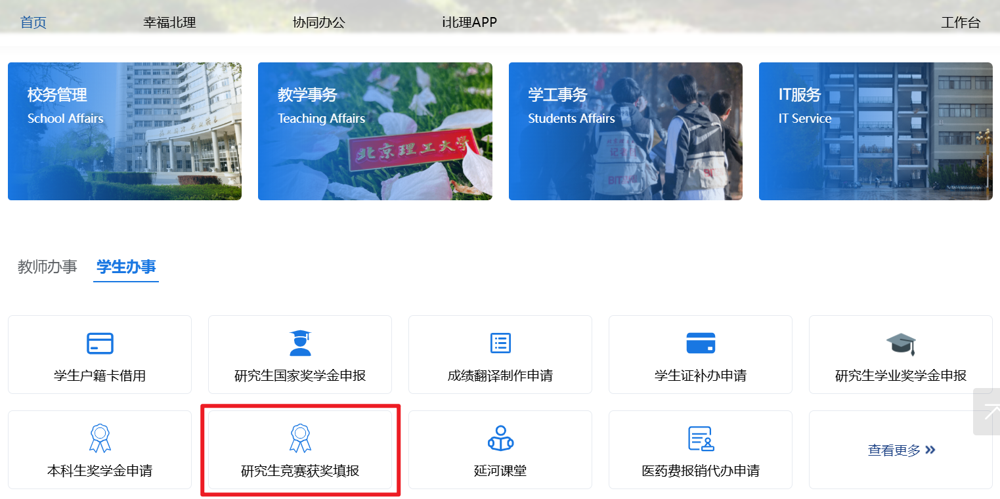 首页
幸福北理
协同办公
i北理APP
工作台
校务管理
School Affairs
教学事务
Teaching Affairs
北京理工大学
学工事务
Students Affairs
IT服务
IT Service
教师办事
学生办事
学生户籍卡借用
研究生国家奖学金申报
成绩翻译制作申请
学生证补办申请
研究生学业奖学金申报
本科生奖学金申请
研究生竞赛获奖填报
延河课堂
医药费报销代办申请
查看更多